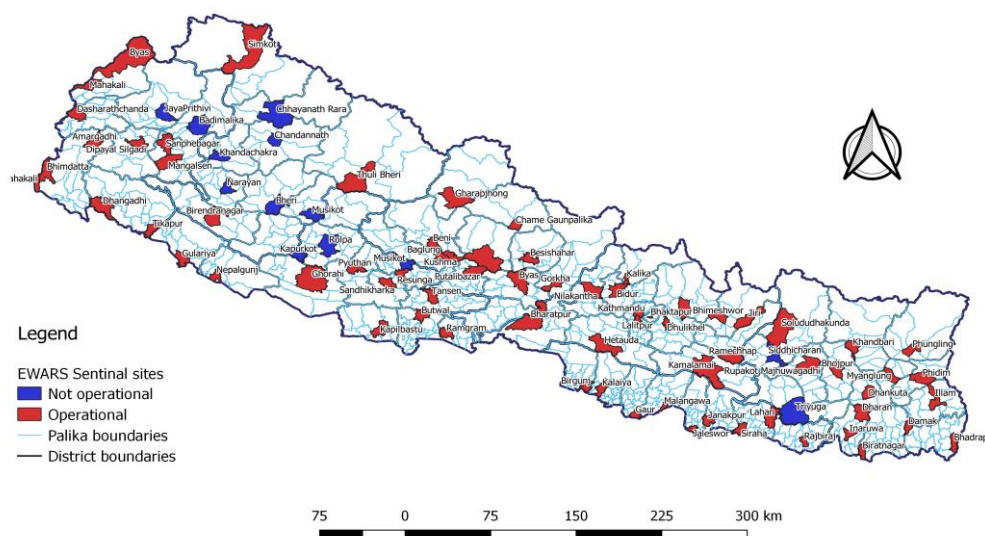 Simkot
Byas
Mahakali
Dasharathchanda
JayaPrithivi
Chhayanath Rara
Badimalika
Amargadhi
Sanphebagar
Chandannath
Dipayal Silgadi
Khandachakra
Mangalsen
Bhimdatta
Thuli Bheri
hakali
Narayan
Gharapjhong
Dhangadhi
Bheri
Birendranagar
Musikot
Chame Gaunpalika
Tikapur
Rolpa
Beni
Baglung
Besishahar
Gulariya
Kapurkot
Musikot
Kushma
Pyuthan
Nepalgunj
Ghorahi
Resunga
Putalibazar
Byas
Gorkha
Kalika
Sandhikharka
Tansen
Nilakantha
Bidur
Butwal
Bharatpur
Kathmandu
Bhaktapur
Bhimeshwor
Jiri
Kapilbastu
Ramgram
Lalitpur
Dhulikhel
Solududhakunda
Hetauda
Ramechhap
Siddhicharan
Khandbari
Phungling
Kamalamai
Rupakot
Majhuwagadhi
Bhojpur
Myanglung
Phidim
Birgunj
Kalaiya
Dhankuta
Illam
Malangawa
Triyuga
Gaur
Janakpur
Lahan
Dharan
Damak
Jaleswor
Siraha
Rajbiraj
Inaruwa
Biratnagar
Bhadrap
Legend
EWARS Sentinal sites
Not operational
Operational
Palika boundaries
District boundaries
75 0 75 150 225 300 km